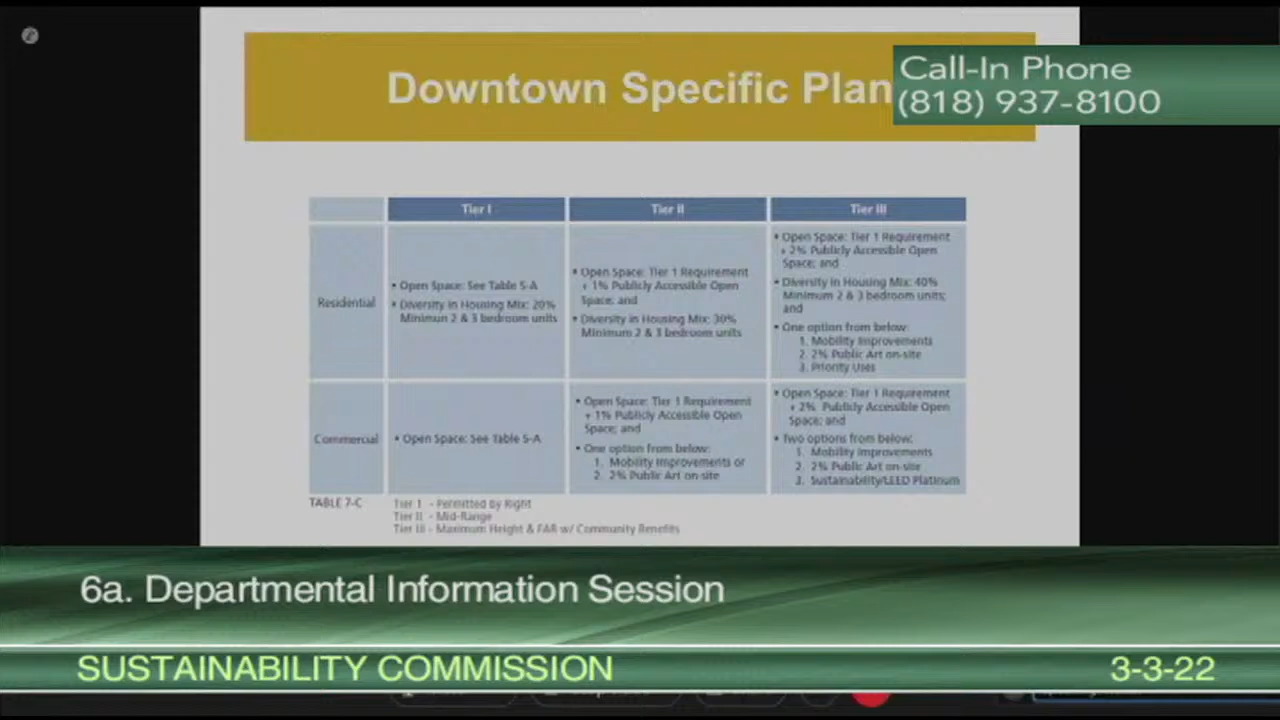 Downtown Specific Plan
Call-In Phone
(818) 937-8100
Tier I
Tier II
Tier III
Residential
• Open Space: See Table 5-A
• Diversity in Housing Mix: 20%
Minimun 2 & 3 bedroom units
• Open Space: Tier 1 Requirement
+ 1% Publicly Accessible Open
Space; and
• Diversity in Housing Mix: 30%
Minimum 2 & 3 bedroom units
• Open Space: Tier 1 Requirement
+ 2% Publicly Accessible Open
Space; and
• Diversity in Housing Mix: 40%
Minimum 2 & 3 bedroom units;
and
• One option from below:
1. Mobility Improvements
2. 2% Public Art on-site
3. Priority Uses
Commercial
• Open Space: See Table 5-A
• Open Space: Tier 1 Requirement
+ 1% Publicly Accessible Open
Space; and
• One option from below:
1. Mobility Improvements or
2. 2% Public Art on-site
• Open Space: Tier 1 Requirement
+ 2% Publicly Accessible Open
Space; and
• Two options from below:
1. Mobility Improvements
2. 2% Public Art on-site
3. Sustainability/LEED Platinum
TABLE 7-C
Tier I - Permitted by Right
Tier II - Mid-Range
Tier III - Maximum Height & FAR w/ Community Benefits
6a. Departmental Information Session
SUSTAINABILITY COMMISSION
3-3-22